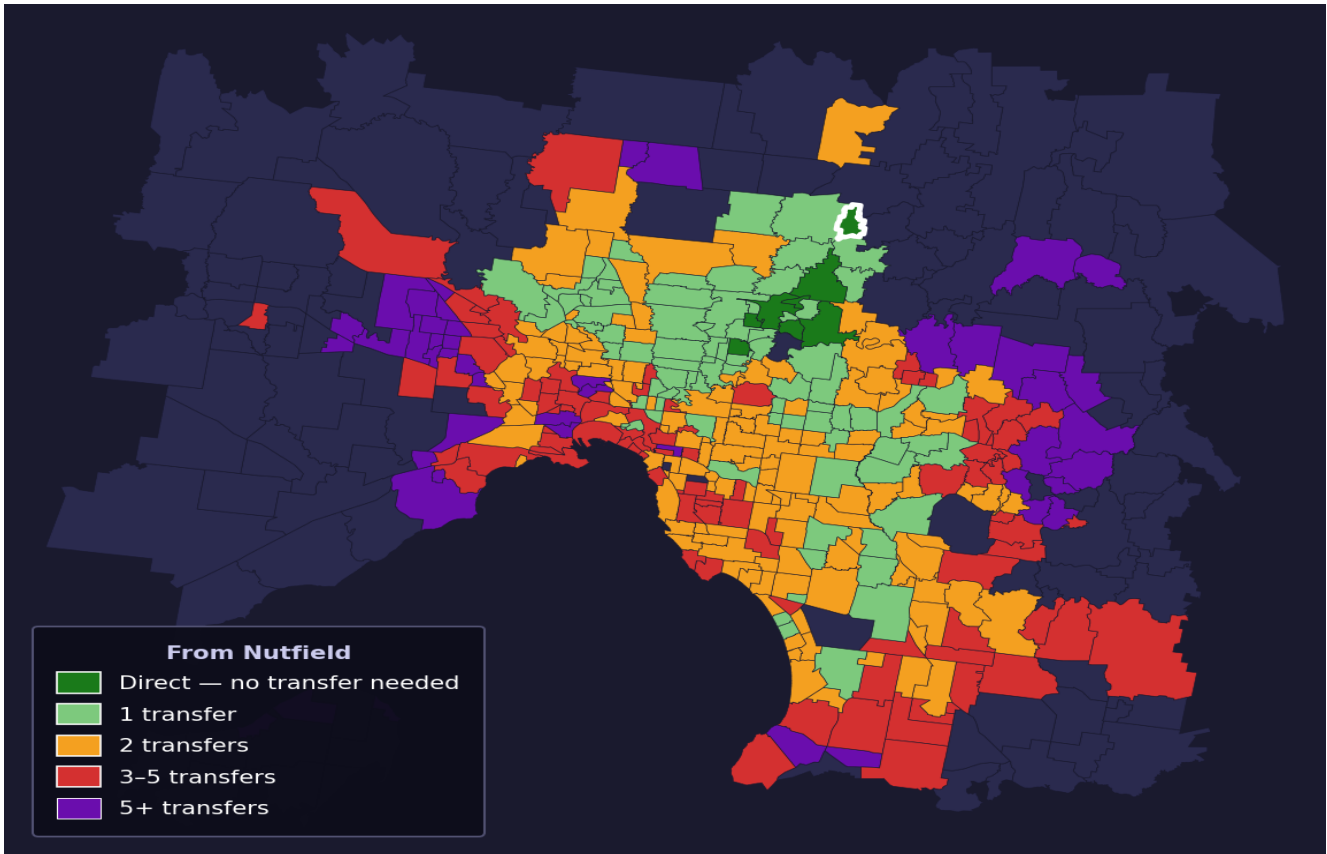 From Nutfield
Direct — no transfer needed
1 transfer
2 transfers
3–5 transfers
5+ transfers